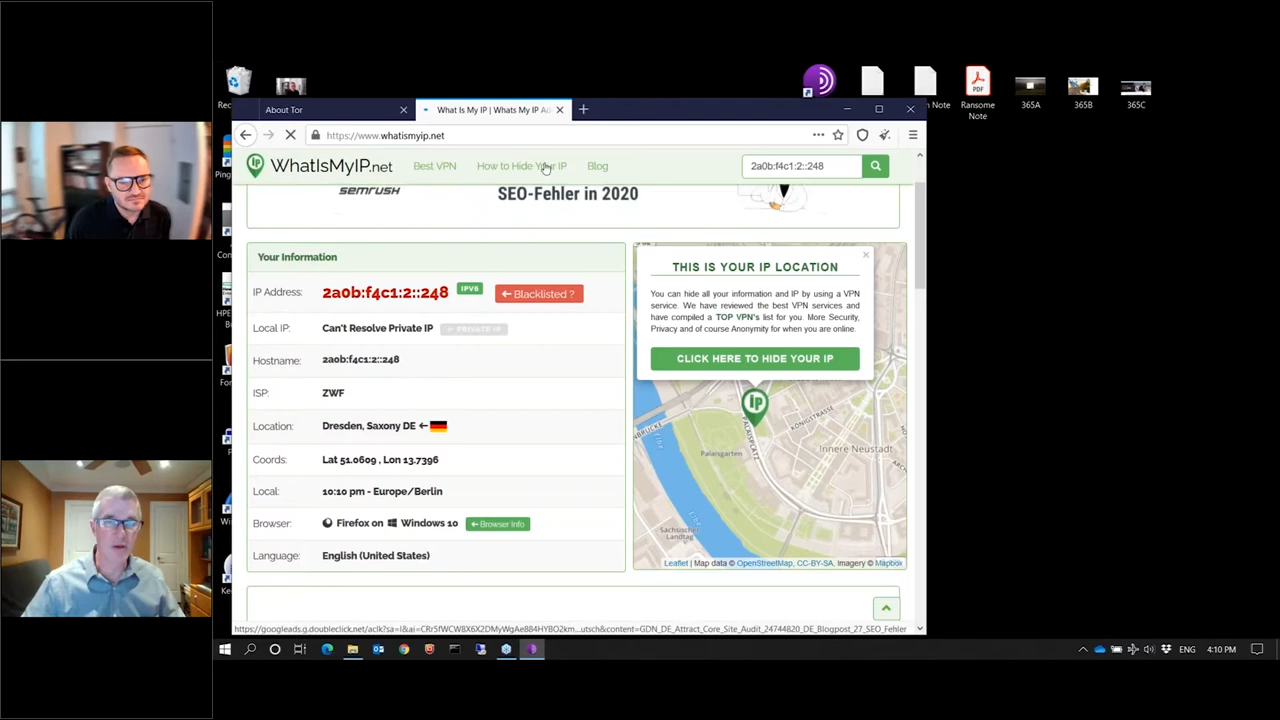 Ransome Note
Note
365A
365B
365C
About Tor
What Is My IP | Whats My IP Ad
https://www.whatismyip.net
WhatIsMyIP.net
Best VPN
How to Hide Your IP
Blog
2a0b:f4c1:2::248
SEMRUSH
SEO-Fehler in 2020
Your Information
IP Address: 2a0b:f4c1:2::248 IPV6 Blacklisted ?
Local IP: Can't Resolve Private IP PRIVATE IP
Hostname: 2a0b:f4c1:2::248
ISP: ZWF
Location: Dresden, Saxony DE
Coords: Lat 51.0609 , Lon 13.7396
Local: 10:10 pm - Europe/Berlin
Browser: Firefox on Windows 10 Browser Info
Language: English (United States)
THIS IS YOUR IP LOCATION
You can hide all your information and IP by using a VPN
service. We have reviewed the best VPN services and
have compiled a TOP VPN's list for you. More Security,
Privacy and of course Anonymity for when you are online.
CLICK HERE TO HIDE YOUR IP
PALAISPLATZ
KÖNIGSTRASSE
Innere Neustadt
Palaisgarten
Sächsischer
Landtag
Leaflet | Map data © OpenStreetMap, CC-BY-SA, Imagery © Mapbox
ENG
4:10 PM